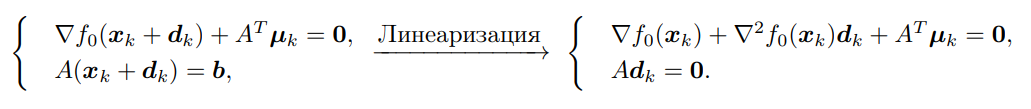 ∇f₀(𝒙ₖ + 𝒅ₖ) + Aᵀ𝝁ₖ = 𝟎, Линеаризация ∇f₀(𝒙ₖ) + ∇²f₀(𝒙ₖ)𝒅ₖ + Aᵀ𝝁ₖ = 𝟎,
A(𝒙ₖ + 𝒅ₖ) = 𝒃, A𝒅ₖ = 𝟎.